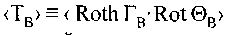 ‹T_B› ≡ ‹ Roth Γ_B·Rot Θ_B›